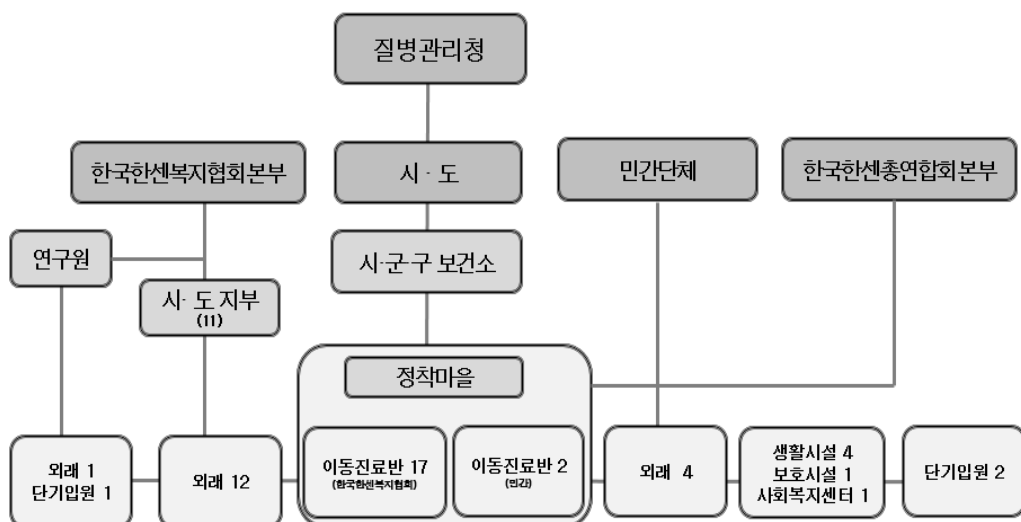 질병관리청
한국한센복지협회본부
시·도
민간단체
한국한센총연합회본부
연구원
시·군·구 보건소
시·도지부
(11)
정착마을
외래 1
단기입원 1
외래 12
이동진료반 17
(한국한센복지협회)
이동진료반 2
(민간)
외래 4
생활시설 4
보호시설 1
사회복지센터 1
단기입원 2